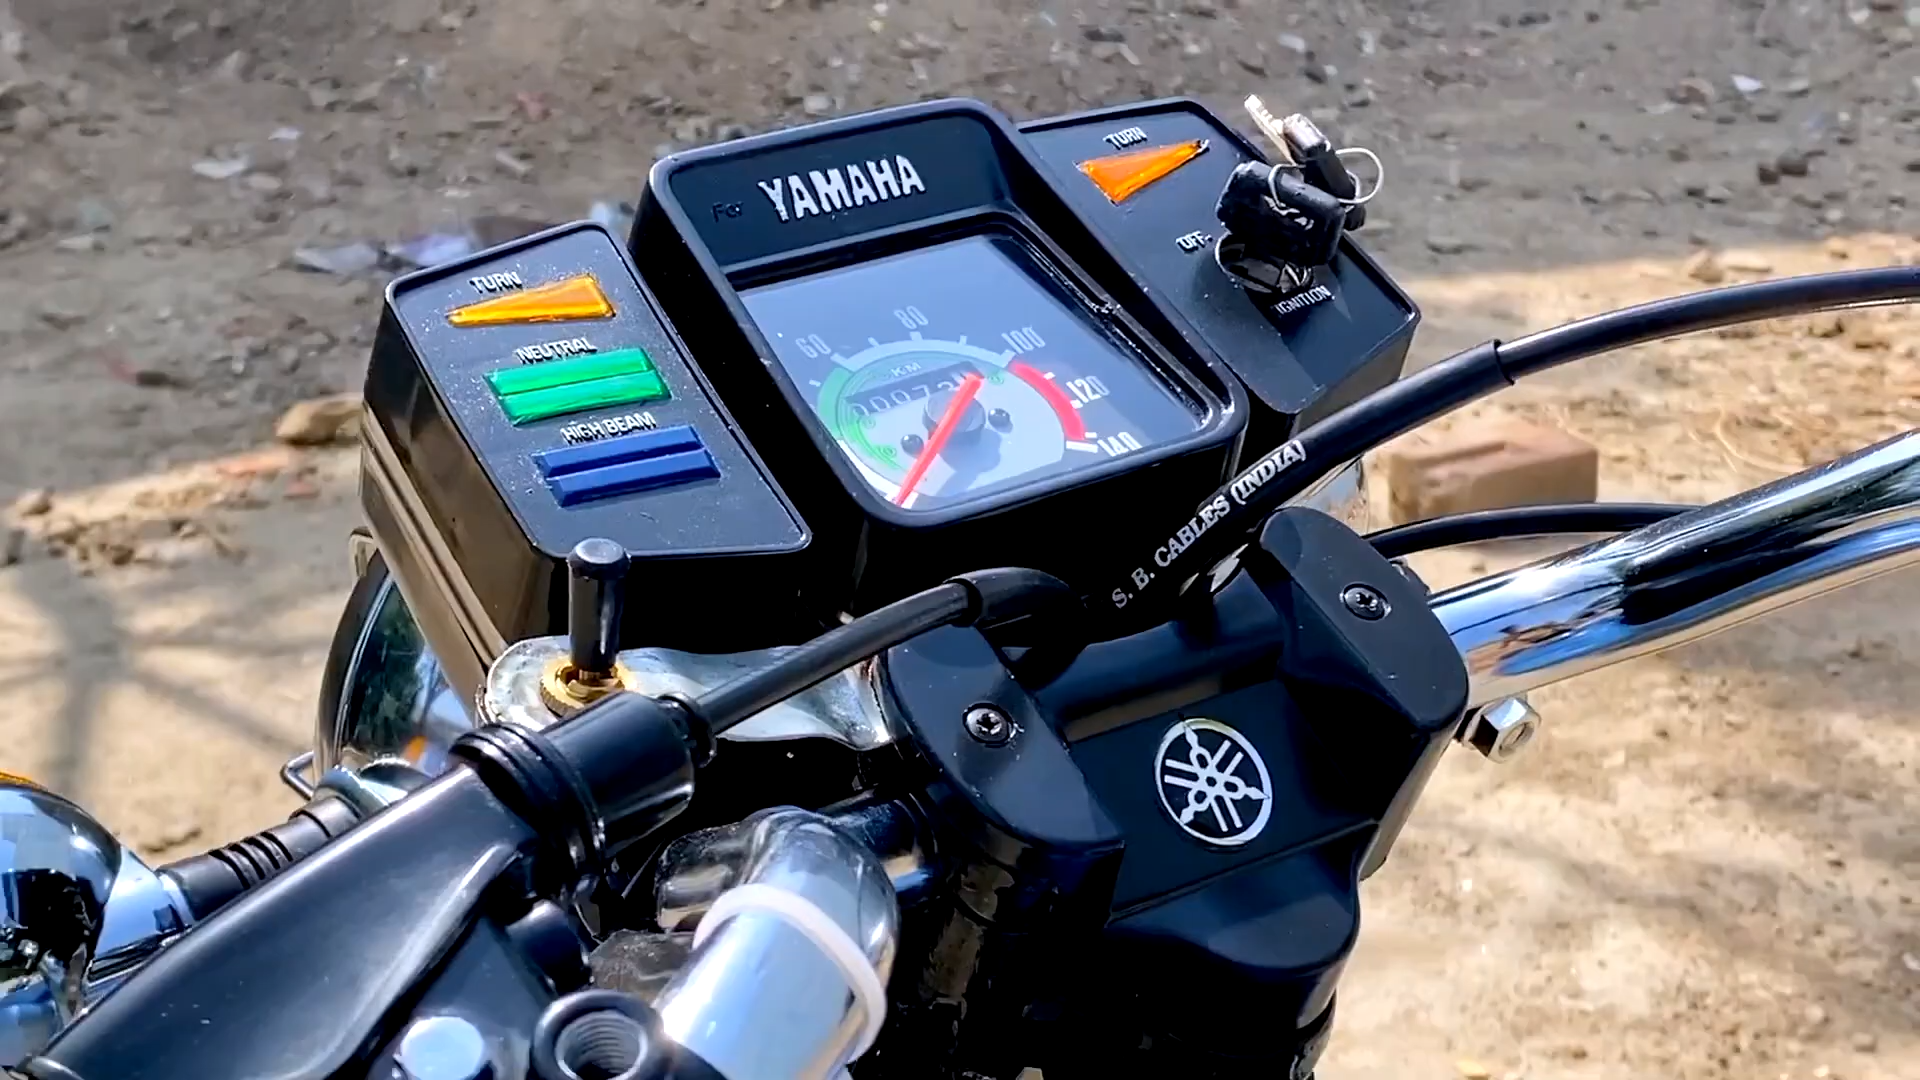 TURN
For YAMAHA
TURN
OFF
IGNITION
NEUTRAL
HIGH BEAM
60
80
100
120
140
KM
S. B. CABLES (INDIA)